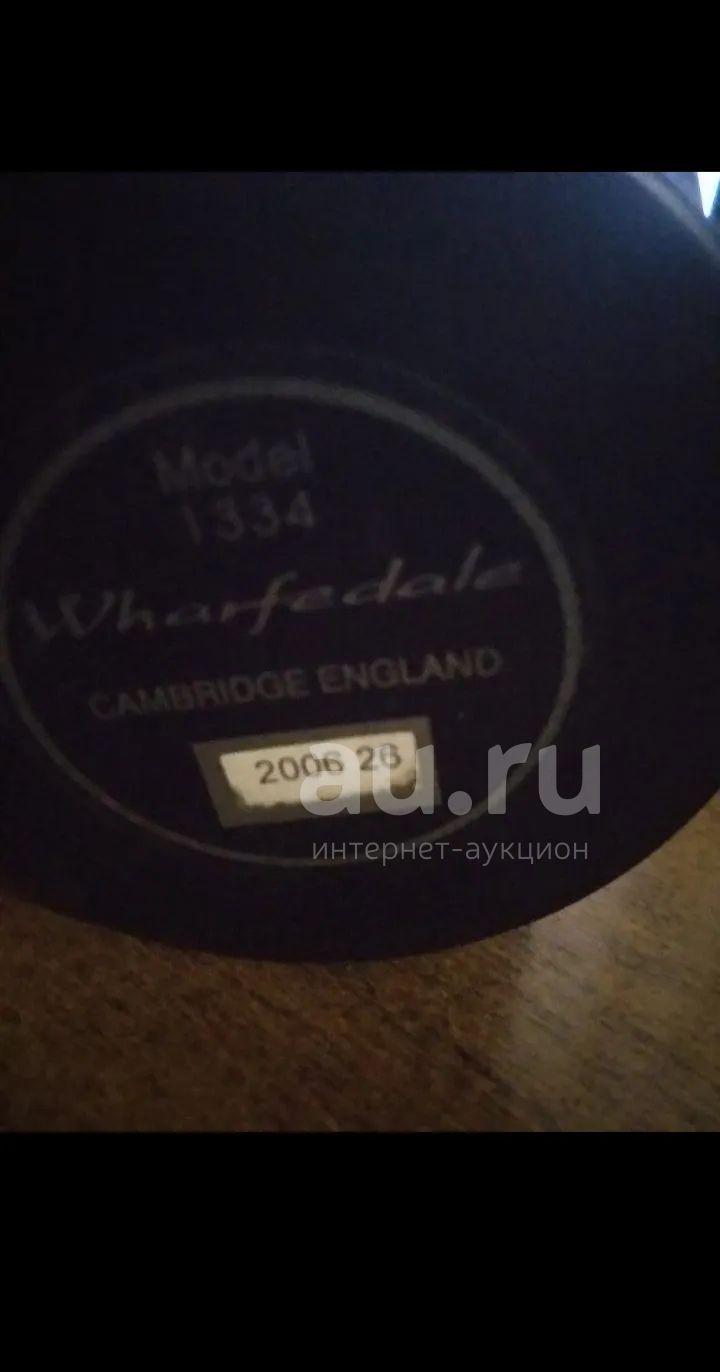 Model
1334
Wharfedale
CAMBRIDGE ENGLAND
2006 26
au.ru
интернет-аукцион